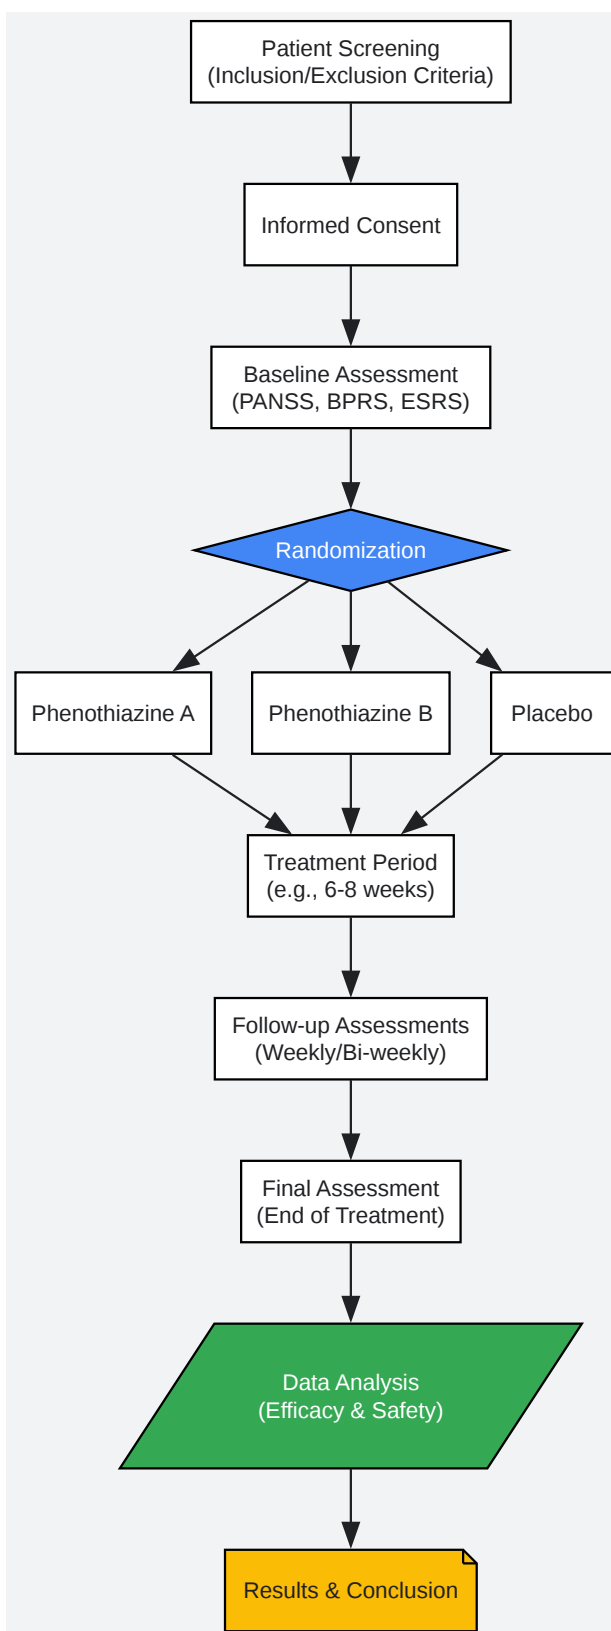 Patient Screening
(Inclusion/Exclusion Criteria)
Informed Consent
Baseline Assessment
(PANSS, BPRS, ESRS)
Randomization
Phenothiazine A
Phenothiazine B
Placebo
Treatment Period
(e.g., 6-8 weeks)
Follow-up Assessments
(Weekly/Bi-weekly)
Final Assessment
(End of Treatment)
Data Analysis
(Efficacy & Safety)
Results & Conclusion